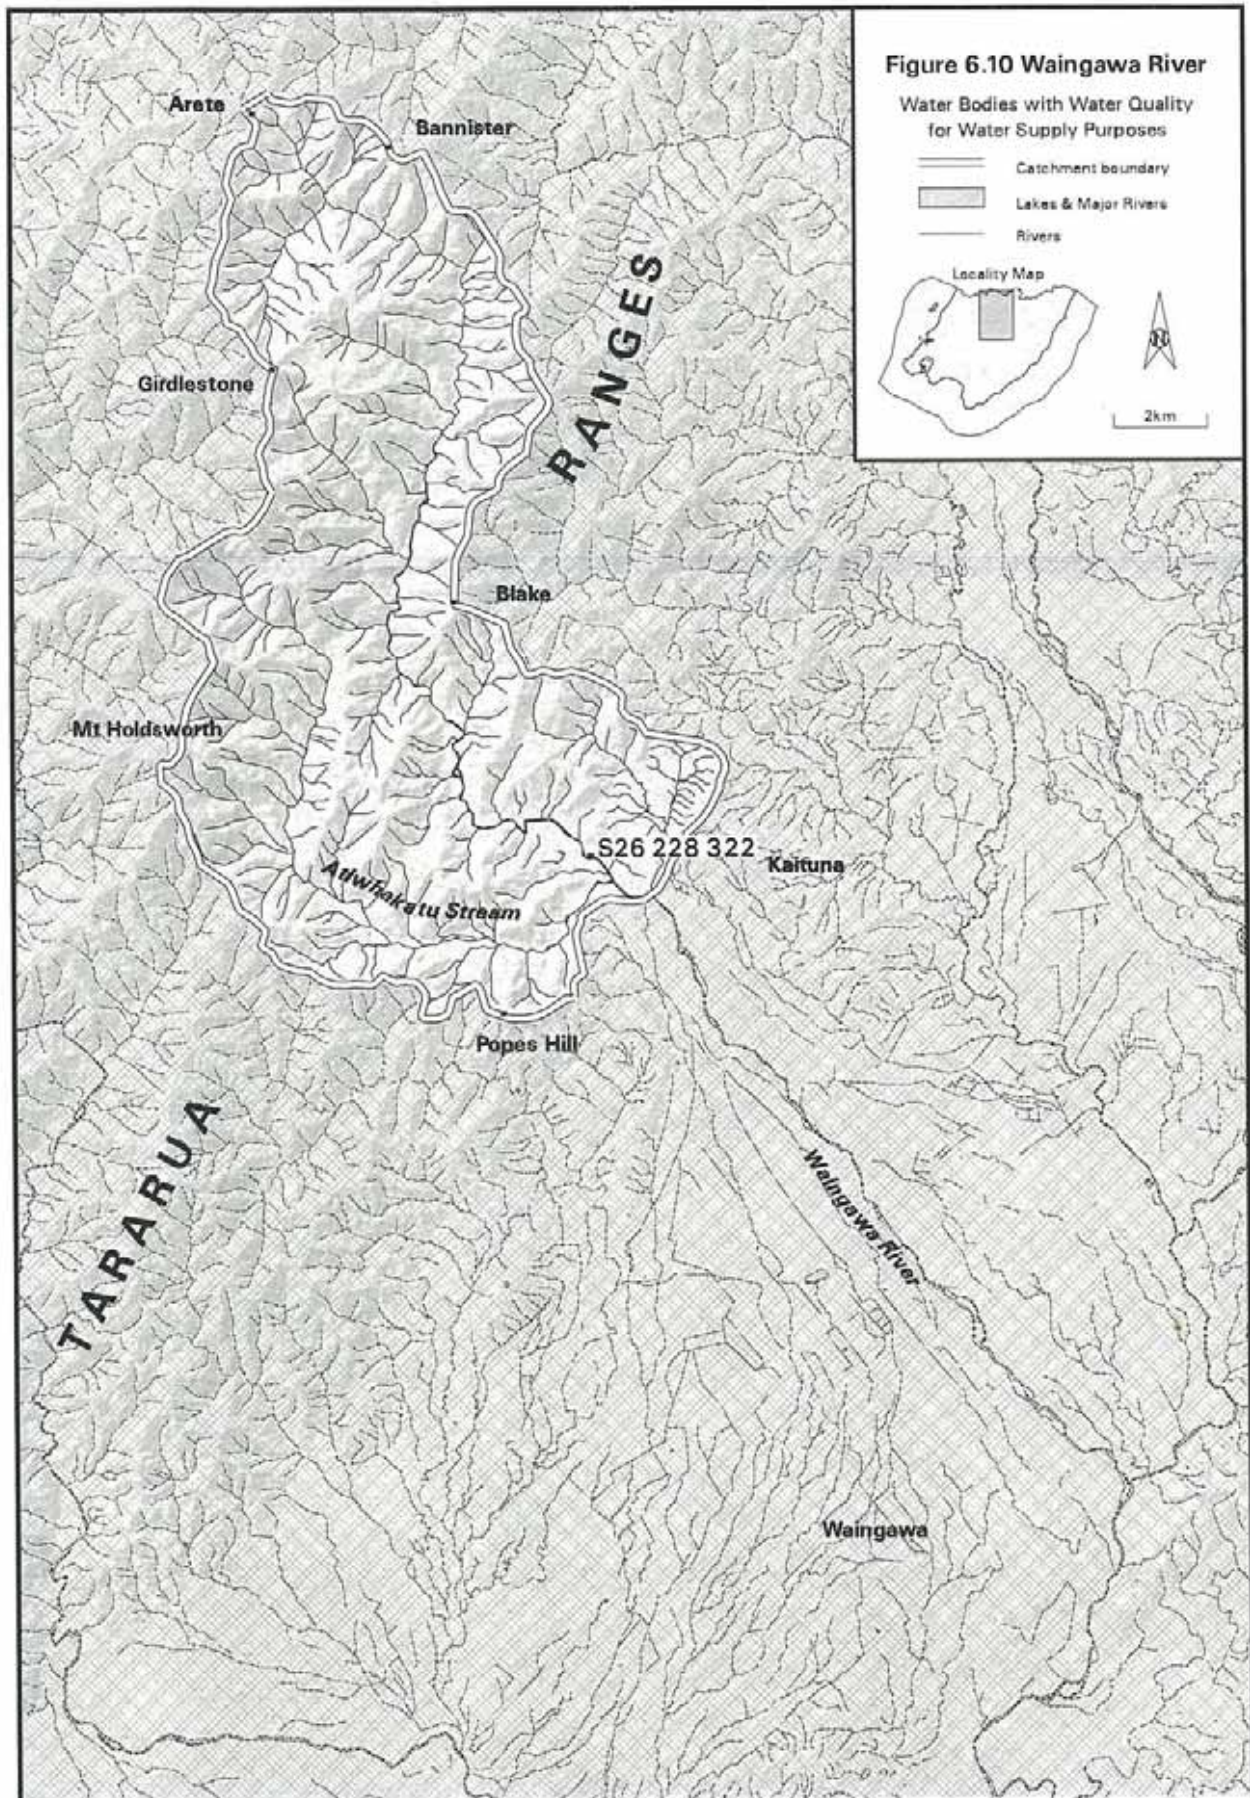 Figure 6.10 Waingawa River
Water Bodies with Water Quality
for Water Supply Purposes
Catchment boundary
Lakes & Major Rivers
Rivers
Locality Map
N
2km
Arete
Bannister
RANGES
Girdlestone
Blake
Mt Holdsworth
S26 228 322
Kaituna
Atiwhakatu Stream
Popes Hill
TARARUA
Waingawa River
Waingawa